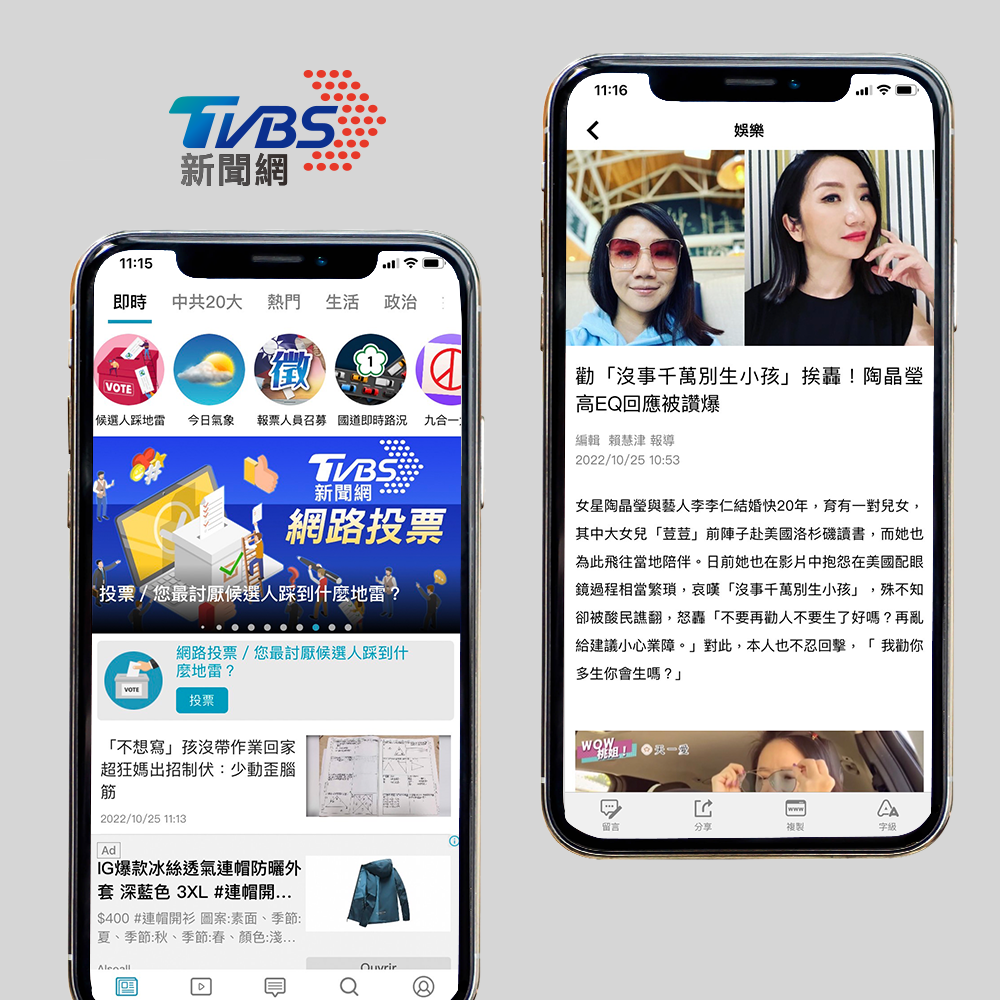 TVBS
新聞網
11:15
即時 中共20大 熱門 生活 政治
VOTE
徵
1
候選人踩地雷 今日氣象 報票人員召募 國道即時路況 九合一
TVBS
新聞網
網路投票
投票 / 您最討厭候選人踩到什麼地雷？
VOTE
網路投票 / 您最討厭候選人踩到什
麼地雷？
投票
「不想寫」孩沒帶作業回家
超狂媽出招制伏：少動歪腦
筋
2022/10/25 11:13
Ad
IG爆款冰絲透氣連帽防曬外
套 深藍色 3XL #連帽開...
$400 #連帽開衫 圖案:素面、季節:
夏、季節:秋、季節:春、顏色:淺...
Ouvrir
11:16
娛樂
勸「沒事千萬別生小孩」挨轟！陶晶瑩
高EQ回應被讚爆
編輯 賴慧津 報導
2022/10/25 10:53
女星陶晶瑩與藝人李李仁結婚快20年，育有一對兒女，
其中大女兒「荳荳」前陣子赴美國洛杉磯讀書，而她也
為此飛往當地陪伴。日前她也在影片中抱怨在美國配眼
鏡過程相當繁瑣，哀嘆「沒事千萬別生小孩」，殊不知
卻被酸民譙翻，怒轟「不要再勸人不要生了好嗎？再亂
給建議小心業障。」對此，本人也不忍回擊，「 我勸你
多生你會生嗎？」
WOW
桃姐！
天一愛
www
留言 分享 複製 字級